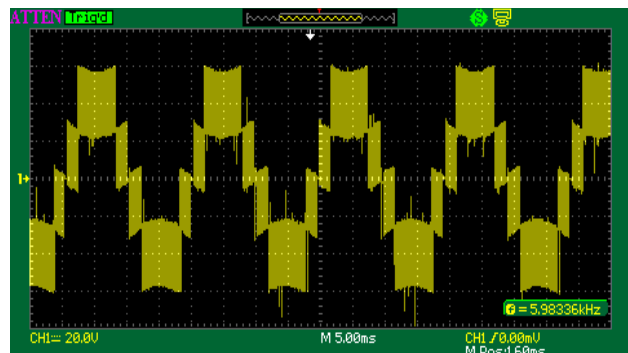 ATTEN Trig'd
S
1
CH1 20.0V M 5.00ms CH1 0.00mV
f = 5.98336kHz
M Pos:1.60ms